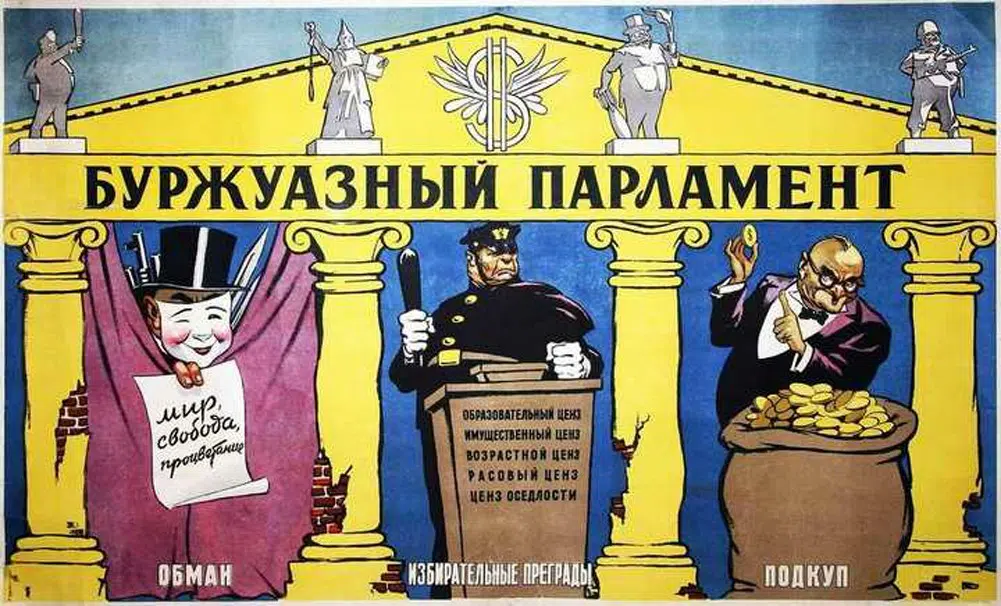 БУРЖУАЗНЫЙ ПАРЛАМЕНТ
мир,
свобода,
процветание
ОБРАЗОВАТЕЛЬНЫЙ ЦЕНЗ
ИМУЩЕСТВЕННЫЙ ЦЕНЗ
ВОЗРАСТНОЙ ЦЕНЗ
РАСОВЫЙ ЦЕНЗ
ЦЕНЗ ОСЕДЛОСТИ
ОБМАН
ИЗБИРАТЕЛЬНЫЕ ПРЕГРАДЫ
ПОДКУП